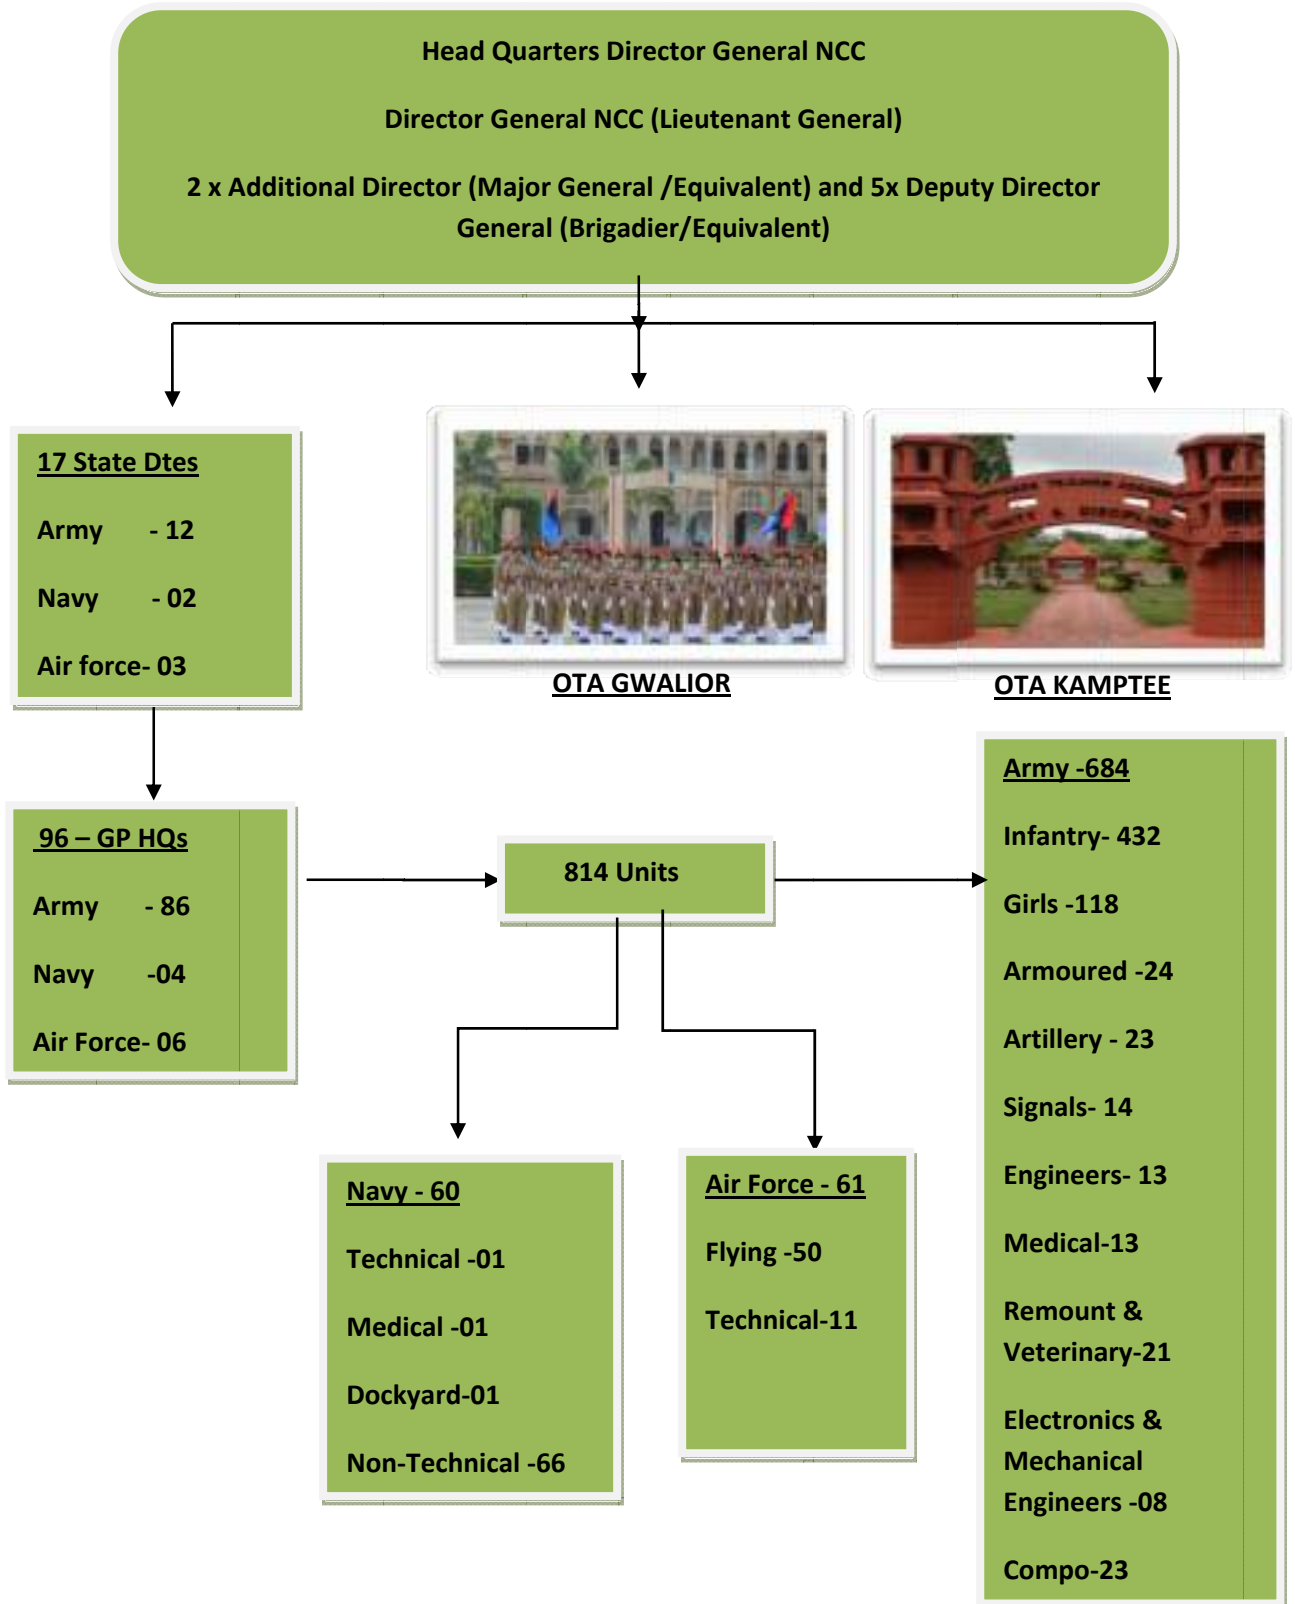 Head Quarters Director General NCC
Director General NCC (Lieutenant General)
2 x Additional Director (Major General /Equivalent) and 5x Deputy Director
General (Brigadier/Equivalent)
17 State Dtes
Army - 12
Navy - 02
Air force- 03
OTA GWALIOR
OTA KAMPTEE
96 – GP HQs
Army - 86
Navy -04
Air Force- 06
814 Units
Navy - 60
Technical -01
Medical -01
Dockyard-01
Non-Technical -66
Air Force - 61
Flying -50
Technical-11
Army -684
Infantry- 432
Girls -118
Armoured -24
Artillery - 23
Signals- 14
Engineers- 13
Medical-13
Remount &
Veterinary-21
Electronics &
Mechanical
Engineers -08
Compo-23